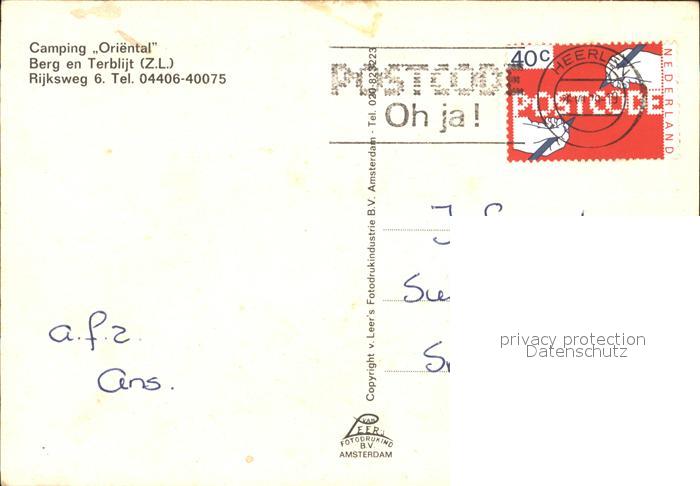 Camping „Oriëntal”
Berg en Terblijt (Z.L.)
Rijksweg 6. Tel. 04406-40075
POSTCODE
Oh ja!
40c
HEERLEN
POSTCODE
NEDERLAND
Copyright v. Leer's Fotodrukindustrie B.V. Amsterdam - Tel. 020-823223
a.f.z.
Ans.
privacy protection
Datenschutz
VAN
LEER
FOTODRUKIND
B.V.
AMSTERDAM